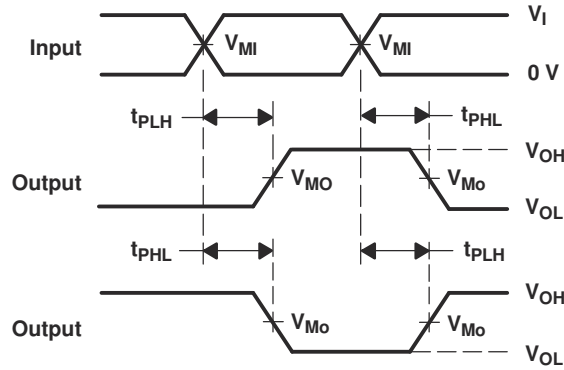 VI
Input VMI VMI
0 V
tPLH tPHL
VOH
Output VMO VMo
VOL
tPHL tPLH
VOH
Output VMo VMo
VOL